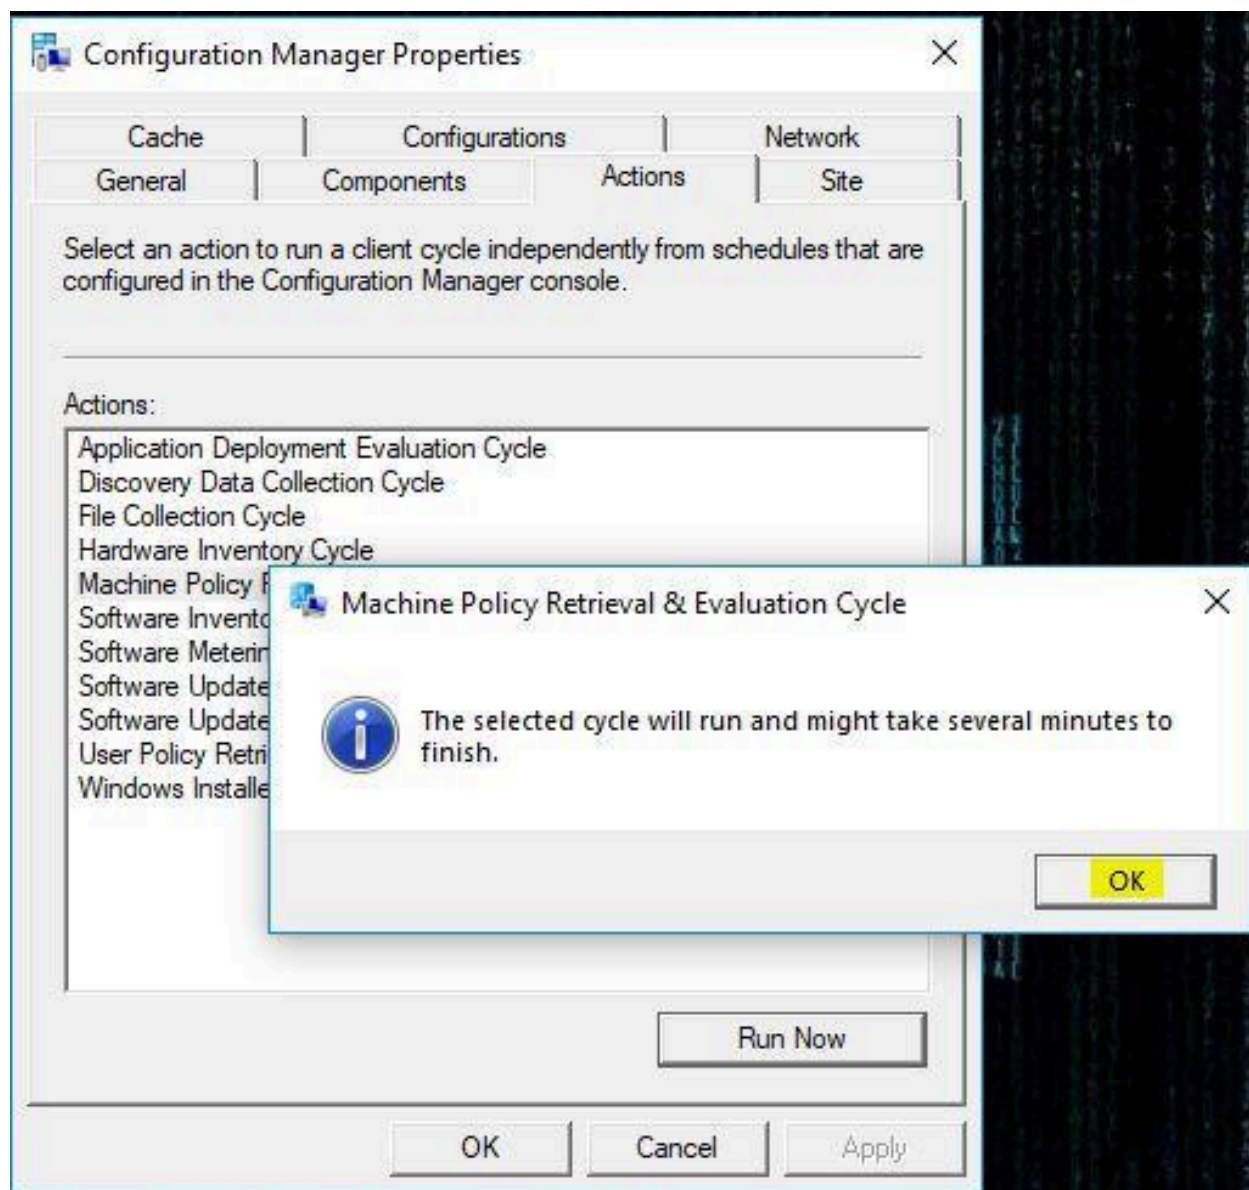 Configuration Manager Properties
Cache Configurations Network
General Components Actions Site
Select an action to run a client cycle independently from schedules that are
configured in the Configuration Manager console.
Actions:
Application Deployment Evaluation Cycle
Discovery Data Collection Cycle
File Collection Cycle
Hardware Inventory Cycle
Machine Policy
Software
Software
Software Update
Software Update
User Policy
Windows
Machine Policy Retrieval & Evaluation Cycle
The selected cycle will run and might take several minutes to
finish.
OK
Run Now
OK Cancel Apply